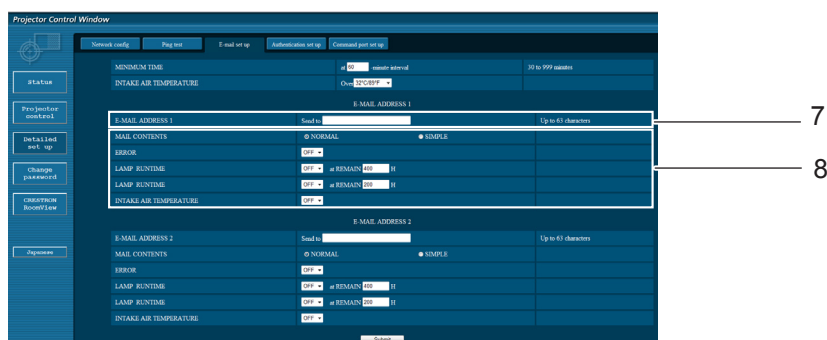 Projector Control Window
Network config Ping test E-mail set up Authentication set up Command port set up
MINIMUM TIME at 60 -minute interval 30 to 999 minutes
INTAKE AIR TEMPERATURE Over 32°C/89°F
E-MAIL ADDRESS 1
E-MAIL ADDRESS 1 Send to Up to 63 characters
MAIL CONTENTS NORMAL SIMPLE
ERROR OFF
LAMP RUNTIME OFF at REMAIN 400 H
LAMP RUNTIME OFF at REMAIN 200 H
INTAKE AIR TEMPERATURE OFF
E-MAIL ADDRESS 2
E-MAIL ADDRESS 2 Send to Up to 63 characters
MAIL CONTENTS NORMAL SIMPLE
ERROR OFF
LAMP RUNTIME OFF at REMAIN 400 H
LAMP RUNTIME OFF at REMAIN 200 H
INTAKE AIR TEMPERATURE OFF
Submit
Status
Projector
control
Detailed
set up
Change
password
CRESTRON
RoomView
Japanese
7
8